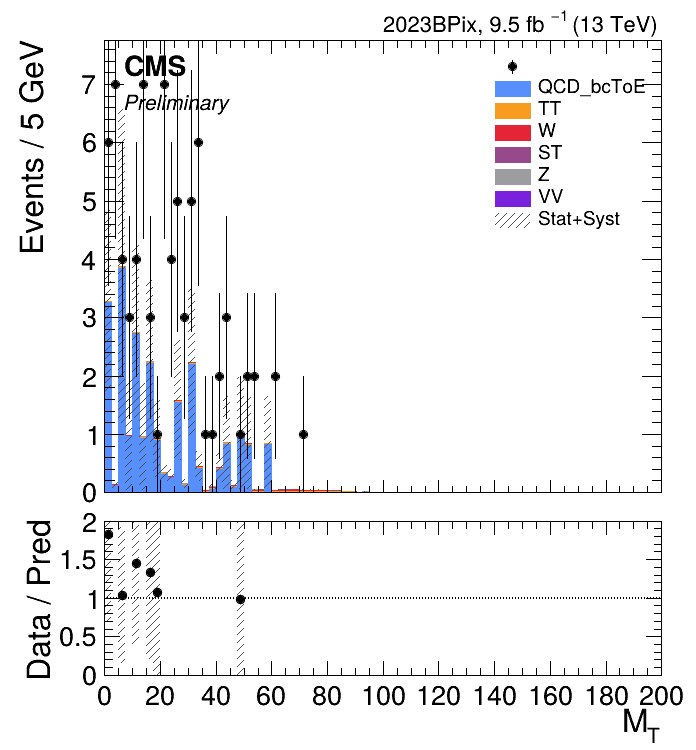 2023BPix, 9.5 fb −1 (13 TeV)
CMS
Preliminary
QCD_bcToE
TT
W
ST
Z
VV
Stat+Syst
Events / 5 GeV
7
6
5
4
3
2
1
0
Data / Pred
2
1.5
1
0.5
0
0 20 40 60 80 100 120 140 160 180 200
M_T